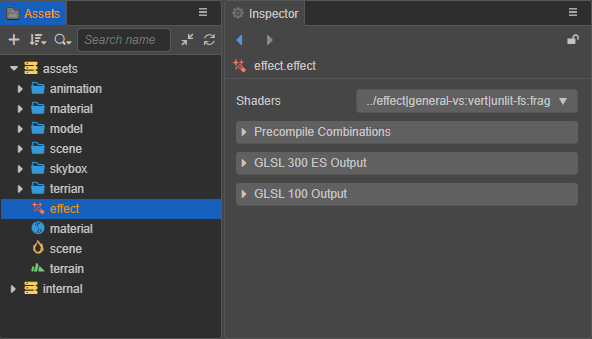 Assets
Search name
assets
animation
material
model
scene
skybox
terrian
effect
material
scene
terrain
internal
Inspector
effect.effect
Shaders ../effect|general-vs:vert|unlit-fs:frag
Precompile Combinations
GLSL 300 ES Output
GLSL 100 Output